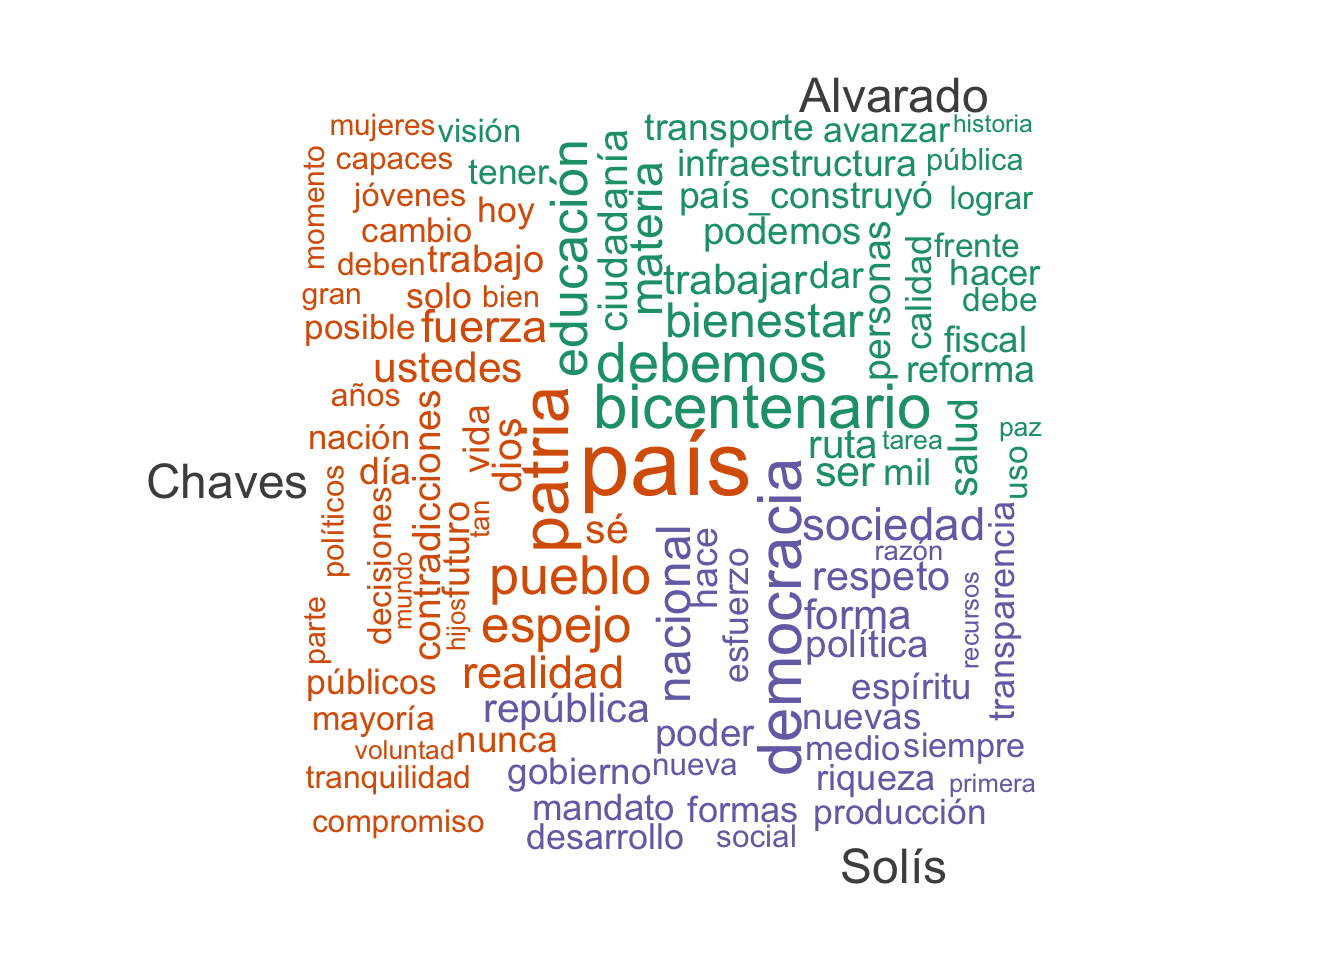 Alvarado
mujeres
visión
transporte
avanzar
historia
momento
capaces
tener
educación
ciudadanía
materia
infraestructura
pública
jóvenes
hoy
país_construyó
lograr
cambio
podemos
personas
calidad
frente
deben
trabajo
trabajar
dar
hacer
gran
solo
bien
debe
posible
fuerza
bienestar
fiscal
ustedes
debemos
reforma
años
contradicciones
vida
dios
patria
bicentenario
salud
paz
nación
país
ruta
tarea
Chaves
políticos
día
ser
mil
uso
decisiones
futuro
tan
sé
democracia
sociedad
transparencia
mundo
nacional
hace
razón
pueblo
esfuerzo
respeto
recursos
parte
hijos
espejo
forma
política
públicos
realidad
espíritu
mayoría
república
nuevas
voluntad
nunca
poder
medio
siempre
tranquilidad
gobierno
nueva
riqueza
primera
compromiso
mandato
formas
producción
desarrollo
social
Solís